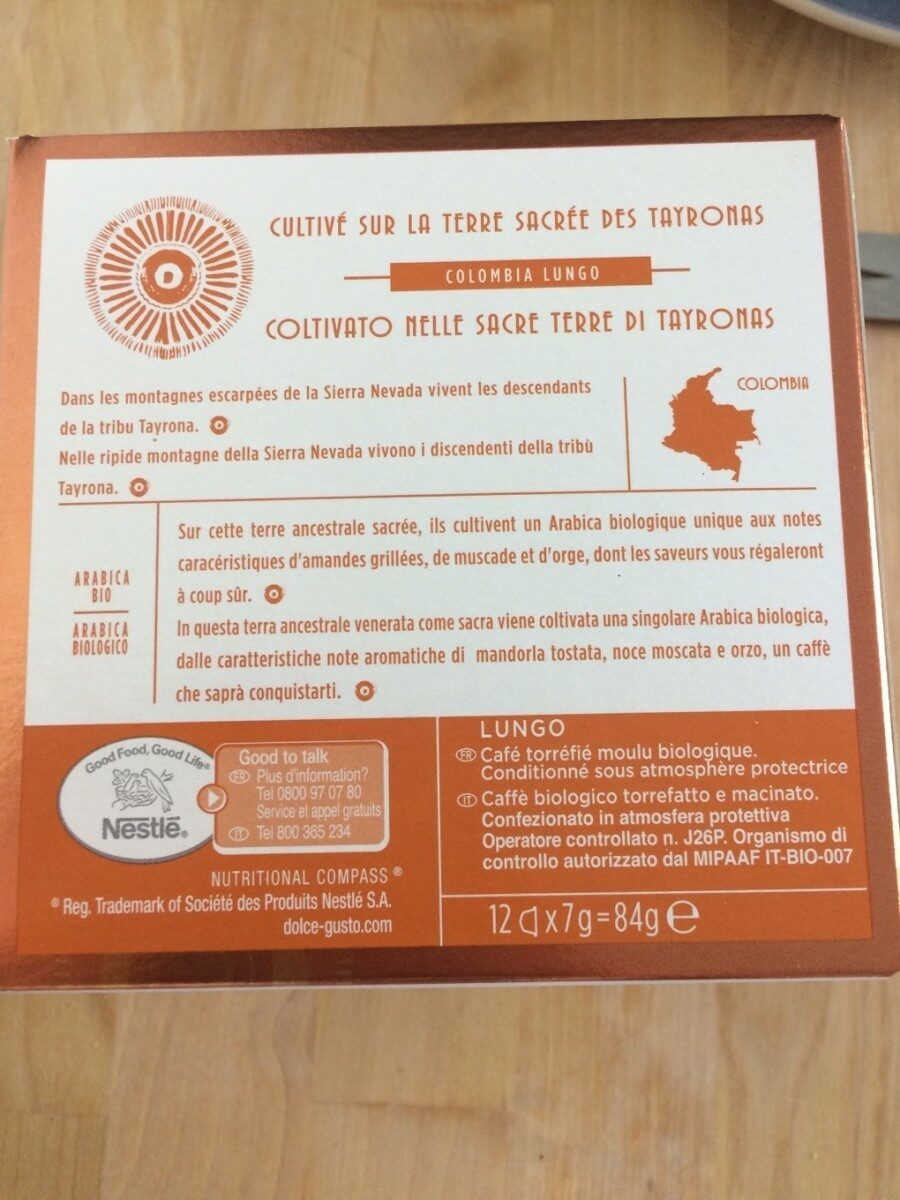 CULTIVÉ SUR LA TERRE SACRÉE DES TAYRONAS
COLOMBIA LUNGO
COLTIVATO NELLE SACRE TERRE DI TAYRONAS
Dans les montagnes escarpées de la Sierra Nevada vivent les descendants
de la tribu Tayrona.
Nelle ripide montagne della Sierra Nevada vivono i discendenti della tribù
Tayrona.
COLOMBIA
ARABICA
BIO
ARABICA
BIOLOGICO
Sur cette terre ancestrale sacrée, ils cultivent un Arabica biologique unique aux notes
caracéristiques d'amandes grillées, de muscade et d'orge, dont les saveurs vous régaleront
à coup sûr.
In questa terra ancestrale venerata come sacra viene coltivata una singolare Arabica biologica,
dalle caratteristiche note aromatiche di mandorla tostata, noce moscata e orzo, un caffè
che saprà conquistarti.
Good Food, Good Life®
Nestlé®
Good to talk
FR Plus d'information?
Tel 0800 97 07 80
Service et appel gratuits
IT Tel 800 365 234
NUTRITIONAL COMPASS ®
® Reg. Trademark of Société des Produits Nestlé S.A.
dolce-gusto.com
LUNGO
FR Café torréfié moulu biologique.
Conditionné sous atmosphère protectrice
IT Caffè biologico torrefatto e macinato.
Confezionato in atmosfera protettiva
Operatore controllato n. J26P. Organismo di
controllo autorizzato dal MIPAAF IT-BIO-007
12 x7g=84g e